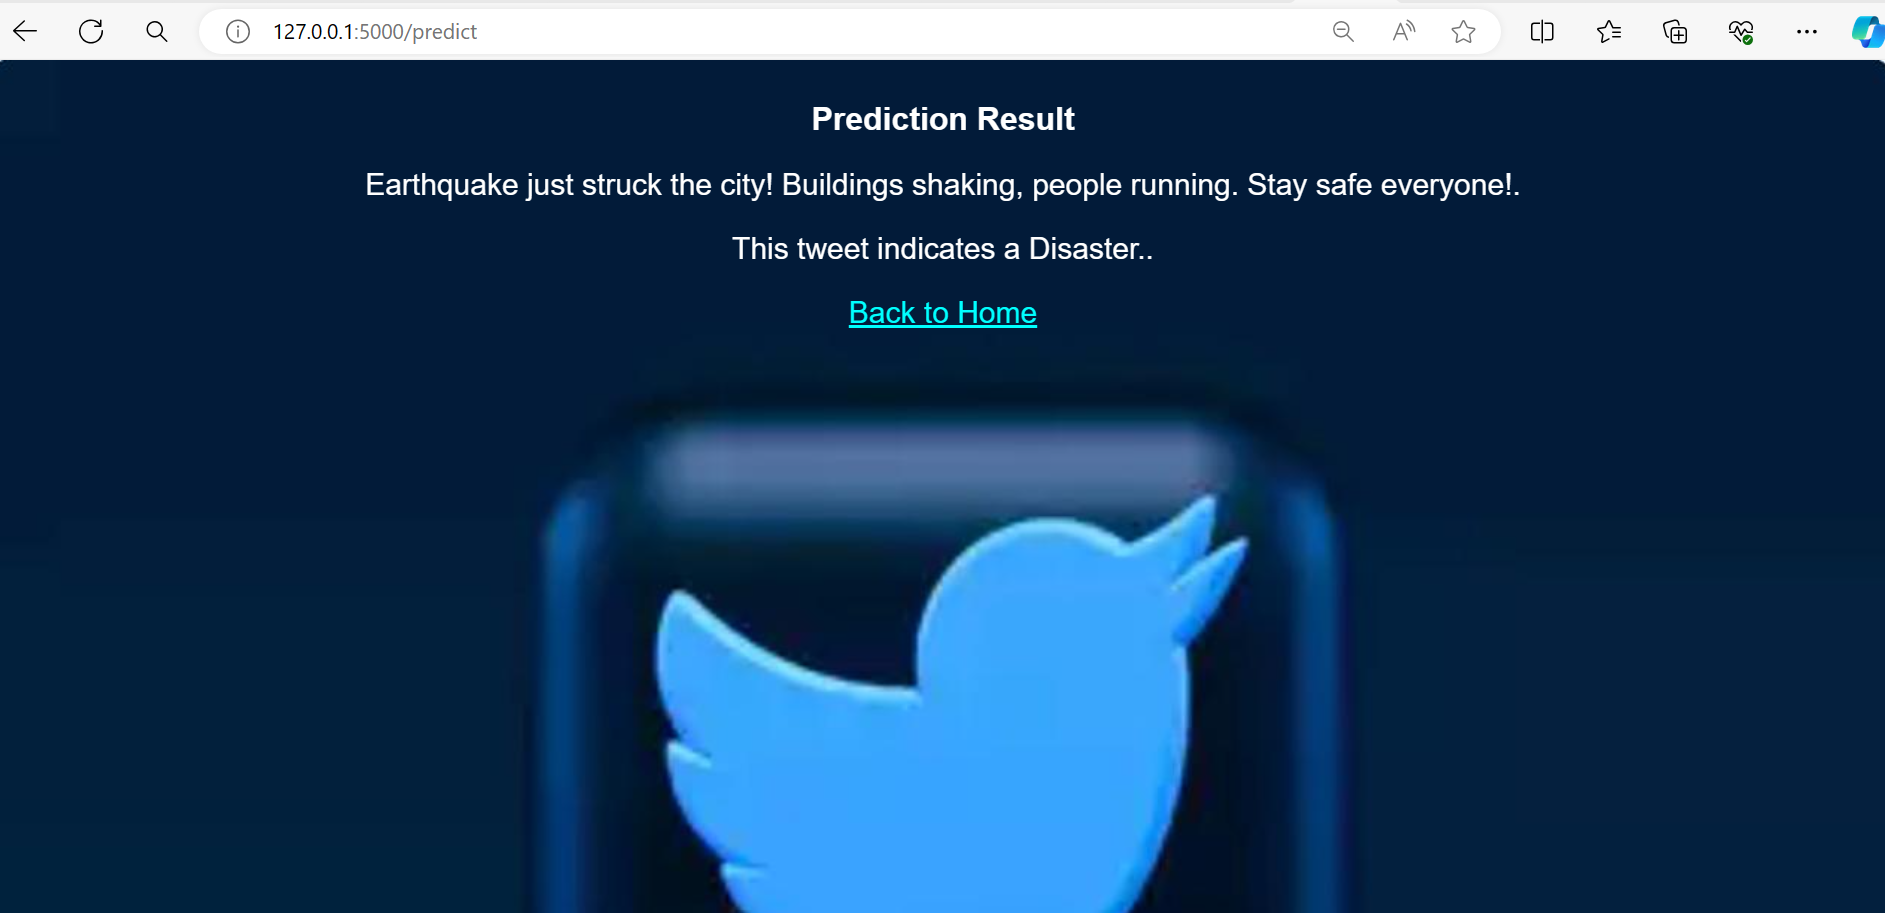 127.0.0.1:5000/predict
Prediction Result
Earthquake just struck the city! Buildings shaking, people running. Stay safe everyone!.
This tweet indicates a Disaster..
Back to Home